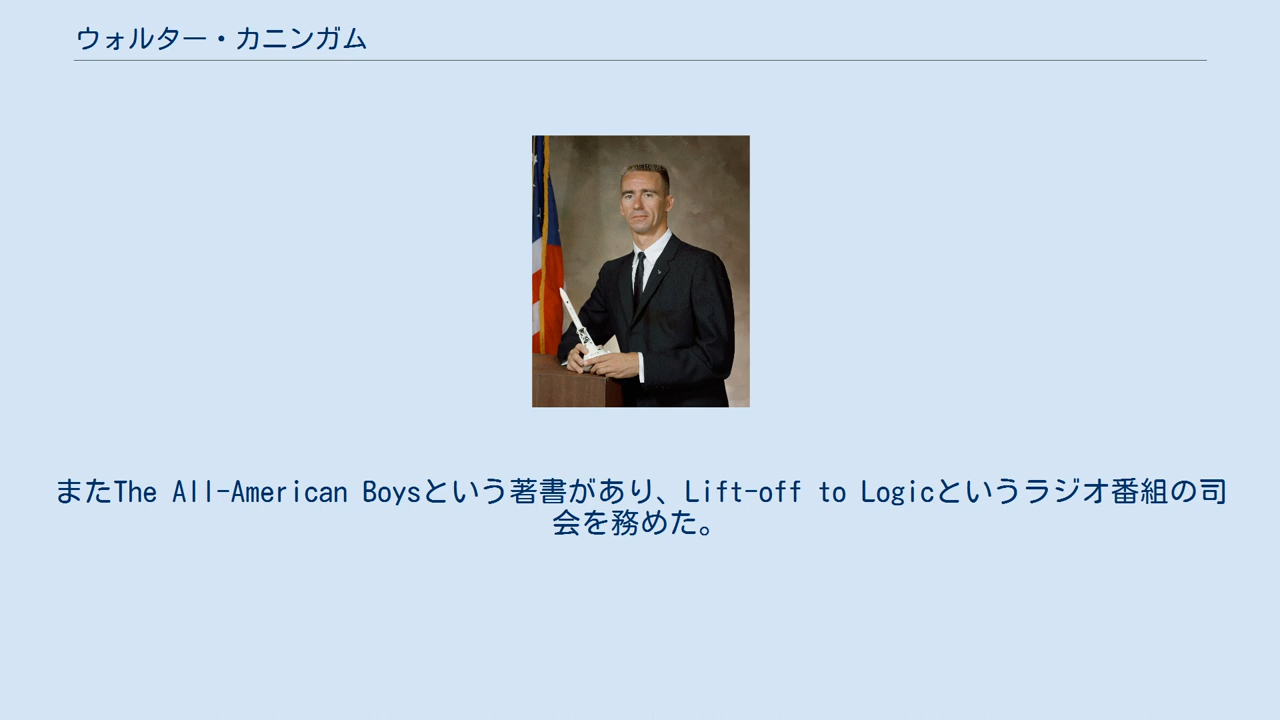 ウォルター・カニンガム
またThe All-American Boysという著書があり、Lift-off to Logicというラジオ番組の司
会を務めた。